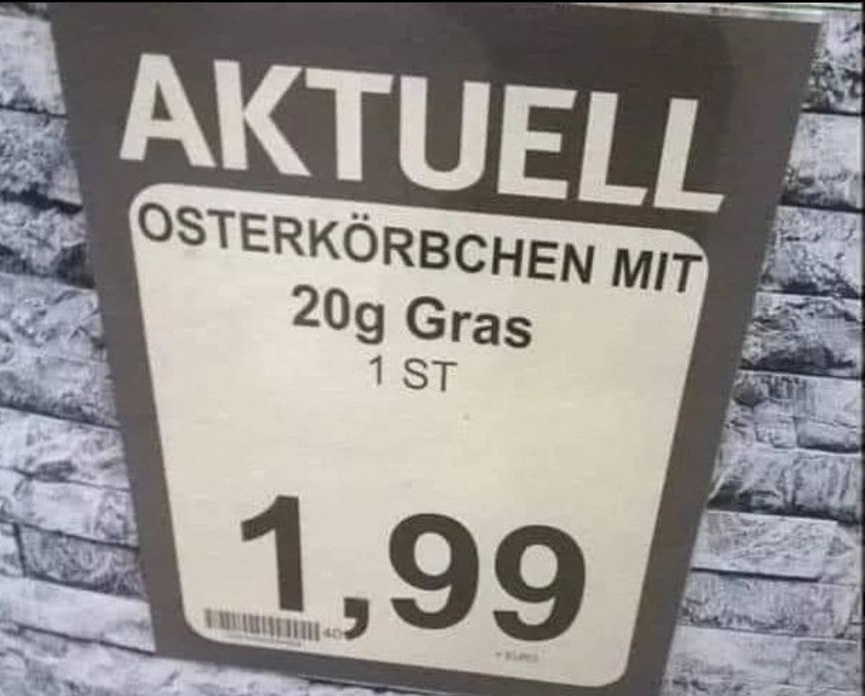 AKTUELL
OSTERKÖRBCHEN MIT
20g Gras
1 ST
1,99